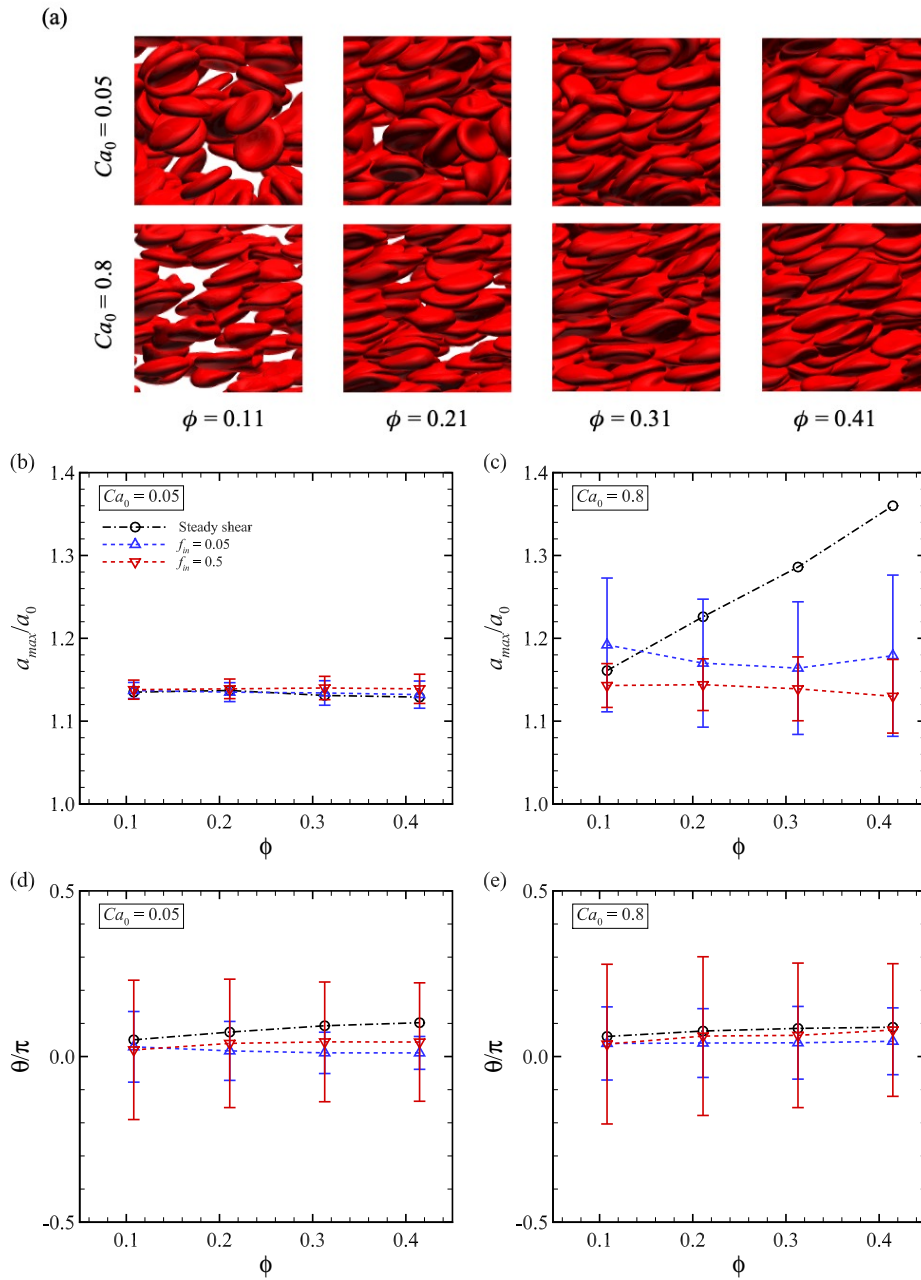 (a)
Ca₀ = 0.05
Ca₀ = 0.8
ϕ = 0.11
ϕ = 0.21
ϕ = 0.31
ϕ = 0.41
(b)
1.4
1.3
1.2
1.1
1.0
a_max/a₀
Ca₀ = 0.05
Steady shear
f_in = 0.05
f_in = 0.5
0.1
0.2
0.3
0.4
ϕ
(c)
1.4
1.3
1.2
1.1
1.0
a_max/a₀
Ca₀ = 0.8
0.1
0.2
0.3
0.4
ϕ
(d)
0.5
0.0
-0.5
θ/π
Ca₀ = 0.05
0.1
0.2
0.3
0.4
ϕ
(e)
0.5
0.0
-0.5
θ/π
Ca₀ = 0.8
0.1
0.2
0.3
0.4
ϕ